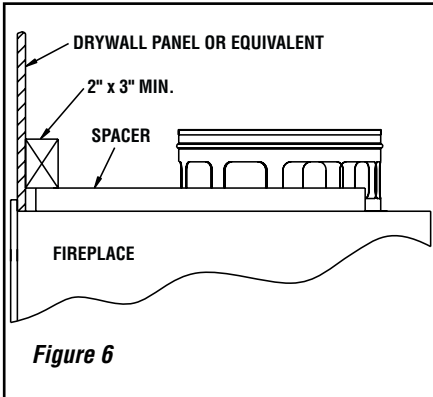 DRYWALL PANEL OR EQUIVALENT
2" x 3" MIN.
SPACER
FIREPLACE
Figure 6